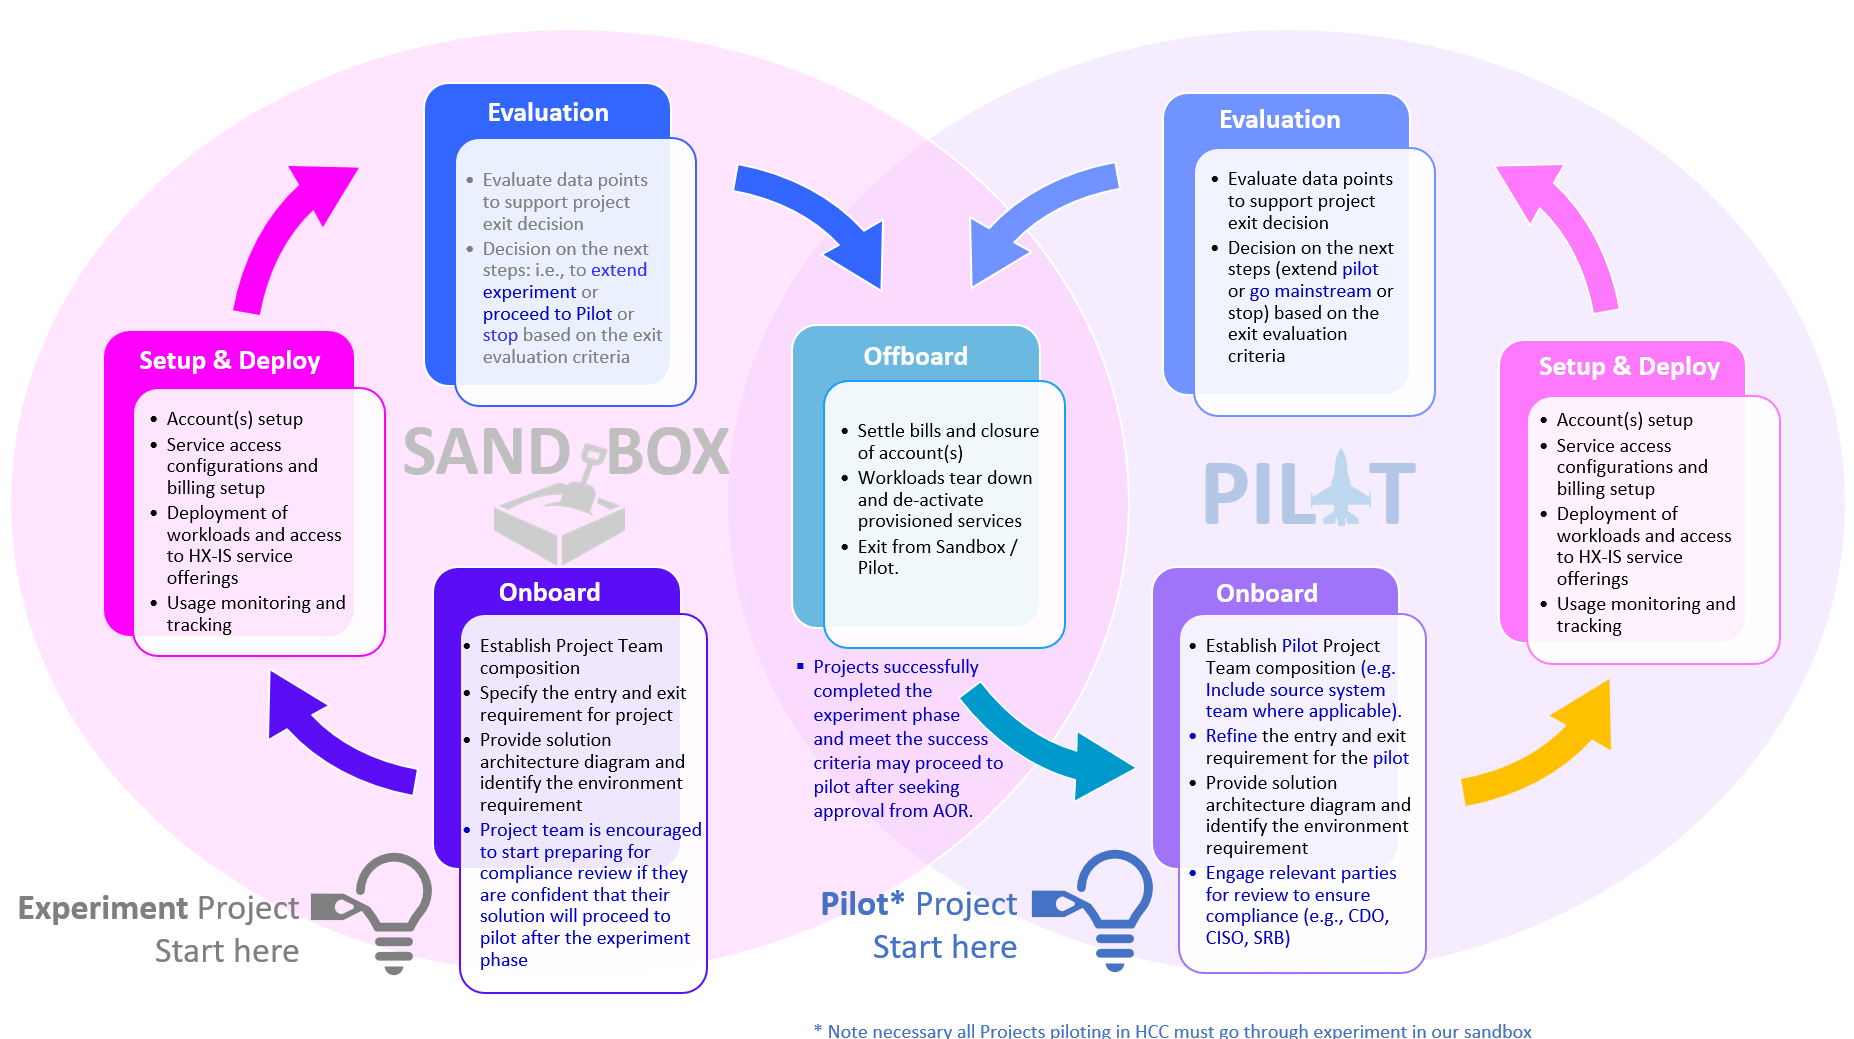 Evaluation
• Evaluate data points
to support project
exit decision
• Decision on the next
steps: i.e., to extend
experiment or
proceed to Pilot or
stop based on the exit
evaluation criteria
Setup & Deploy
• Account(s) setup
• Service access
configurations and
billing setup
• Deployment of
workloads and access
to HX-IS service
offerings
• Usage monitoring and
tracking
SAND BOX
Onboard
• Establish Project Team
composition
• Specify the entry and exit
requirement for project
• Provide solution
architecture diagram and
identify the environment
requirement
• Project team is encouraged
to start preparing for
compliance review if they
are confident that their
solution will proceed to
pilot after the experiment
phase
Experiment Project
Start here
Offboard
• Settle bills and closure
of account(s)
• Workloads tear down
and de-activate
provisioned services
• Exit from Sandbox /
Pilot.
▪ Projects successfully
completed the
experiment phase
and meet the success
criteria may proceed to
pilot after seeking
approval from AOR.
Evaluation
• Evaluate data points
to support project
exit decision
• Decision on the next
steps (extend pilot
or go mainstream or
stop) based on the
exit evaluation
criteria
PILOT
Setup & Deploy
• Account(s) setup
• Service access
configurations and
billing setup
• Deployment of
workloads and access
to HX-IS service
offerings
• Usage monitoring and
tracking
Onboard
• Establish Pilot Project
Team composition (e.g.
Include source system
team where applicable).
• Refine the entry and exit
requirement for the pilot
• Provide solution
architecture diagram and
identify the environment
requirement
• Engage relevant parties
for review to ensure
compliance (e.g., CDO,
CISO, SRB)
Pilot* Project
Start here
* Note necessary all Projects piloting in HCC must go through experiment in our sandbox